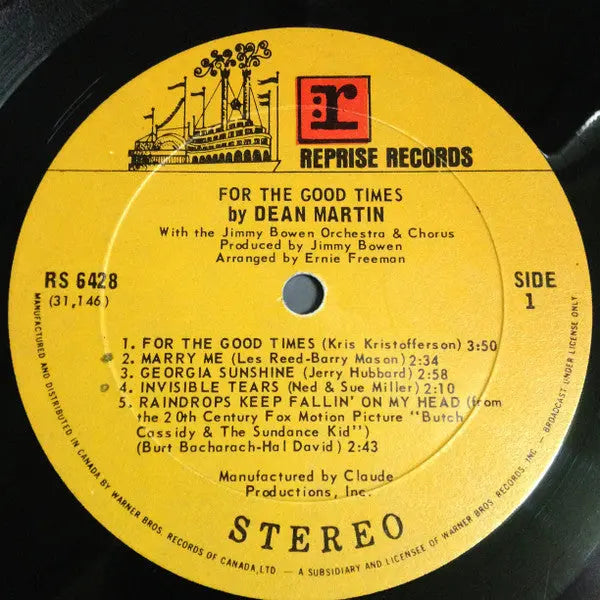 r
REPRISE RECORDS
FOR THE GOOD TIMES
by DEAN MARTIN
With the Jimmy Bowen Orchestra & Chorus
Produced by Jimmy Bowen
Arranged by Ernie Freeman
RS 6428
(31,146)
SIDE
1
1. FOR THE GOOD TIMES (Kris Kristofferson) 3:50
2. MARRY ME (Les Reed-Barry Mason) 2:34
3. GEORGIA SUNSHINE (Jerry Hubbard) 2:58
4. INVISIBLE TEARS (Ned & Sue Miller) 2:10
5. RAINDROPS KEEP FALLIN' ON MY HEAD (from
the 20th Century Fox Motion Picture "Butch
Cassidy & The Sundance Kid")
(Burt Bacharach-Hal David) 2:43
Manufactured by Claude
Productions, Inc.
STEREO
MANUFACTURED AND DISTRIBUTED IN CANADA BY WARNER BROS. RECORDS OF CANADA, LTD — A SUBSIDIARY AND LICENSEE OF WARNER BROS. RECORDS, INC — BROADCAST UNDER LICENSE ONLY.